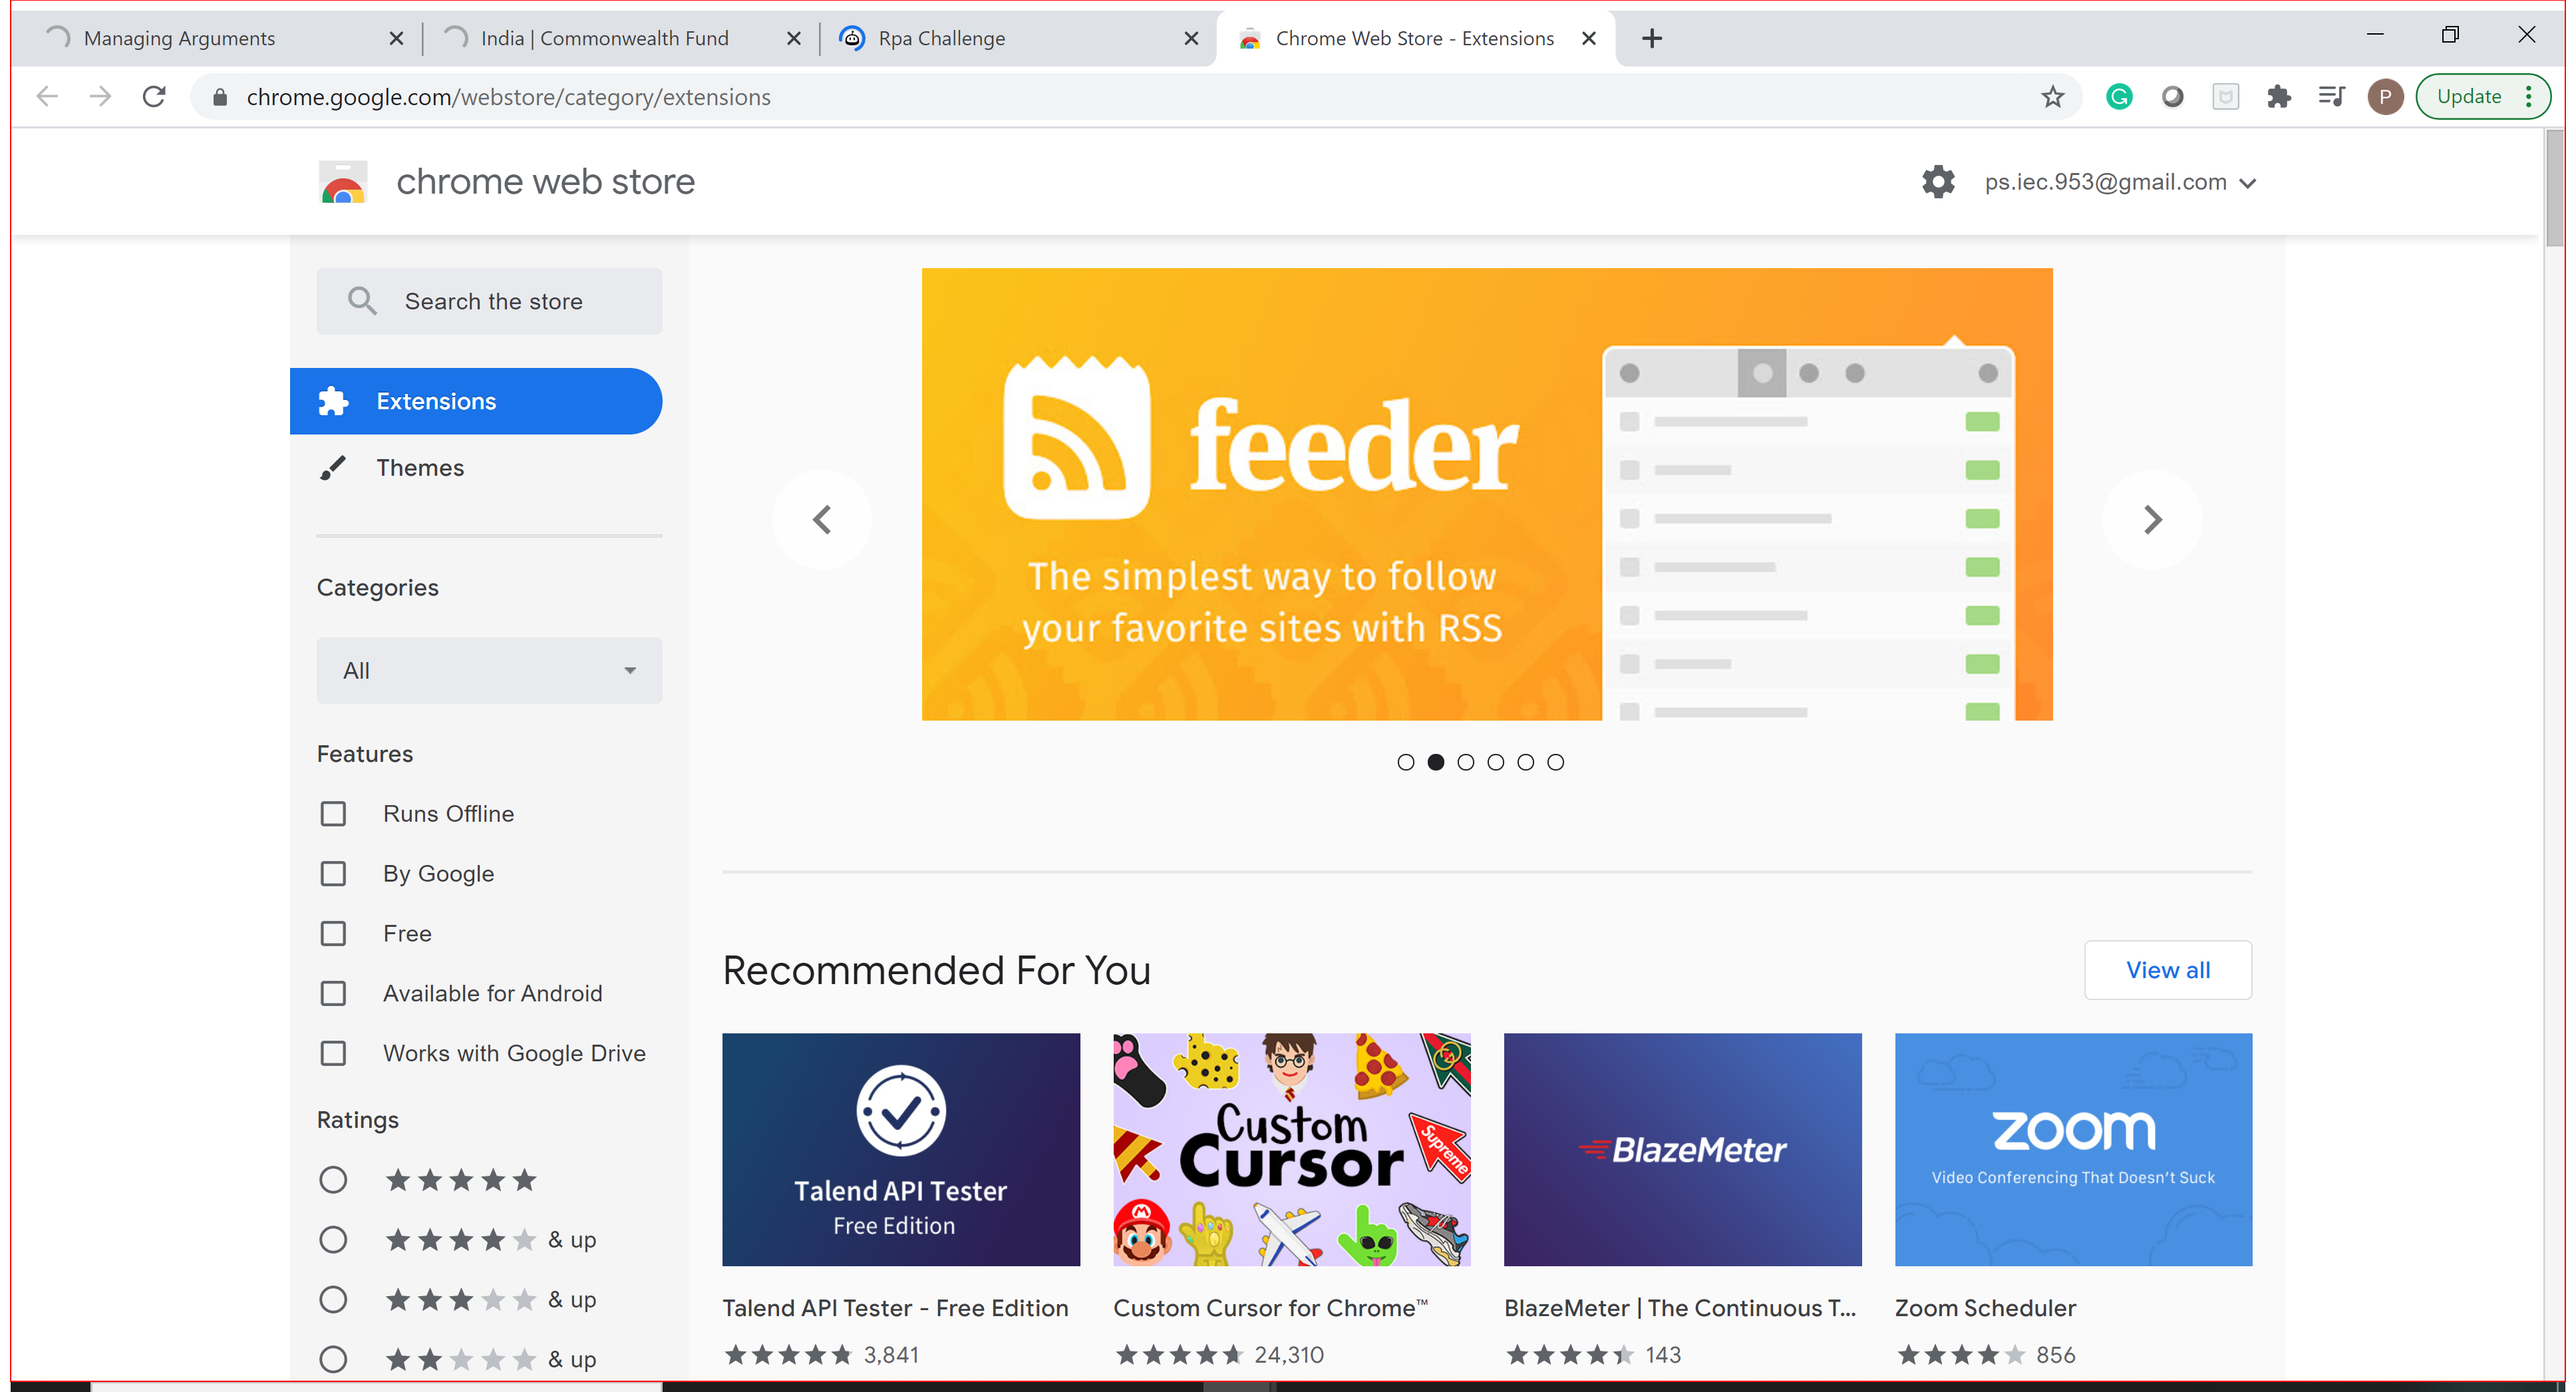 Managing Arguments
India | Commonwealth Fund
Rpa Challenge
Chrome Web Store - Extensions
chrome.google.com/webstore/category/extensions
G
P
Update
chrome web store
ps.iec.953@gmail.com
Search the store
Extensions
Themes
Categories
All
Features
Runs Offline
By Google
Free
Available for Android
Works with Google Drive
Ratings
& up
& up
& up
feeder
The simplest way to follow
your favorite sites with RSS
Recommended For You
View all
Talend API Tester
Free Edition
Custom
Cursor
Supreme
M
BlazeMeter
zoom
Video Conferencing That Doesn't Suck
Talend API Tester - Free Edition
3,841
Custom Cursor for Chrome™
24,310
BlazeMeter | The Continuous T...
143
Zoom Scheduler
856